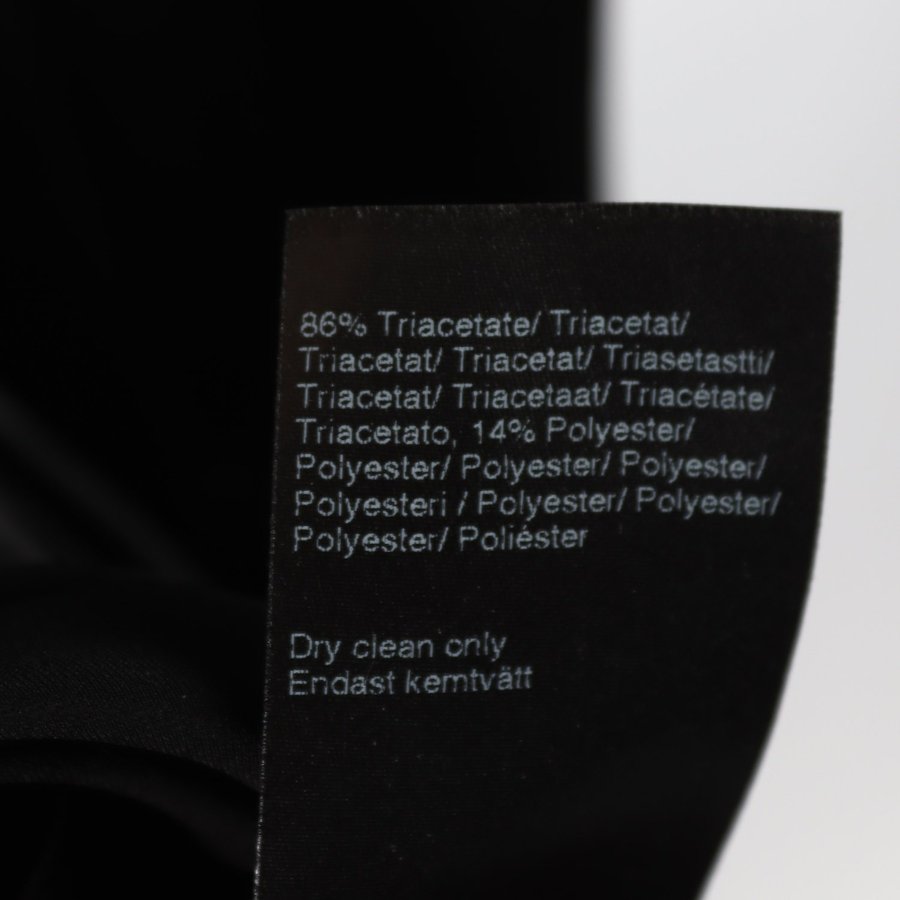 86% Triacetate/ Triacetat/
Triacetat/ Triacetat/ Triasetastti/
Triacetat/ Triacetaat/ Triacétate/
Triacetato, 14% Polyester/
Polyester/ Polyester/ Polyester/
Polyesteri / Polyester/ Polyester/
Polyester/ Poliéster
Dry clean only
Endast kemtvätt